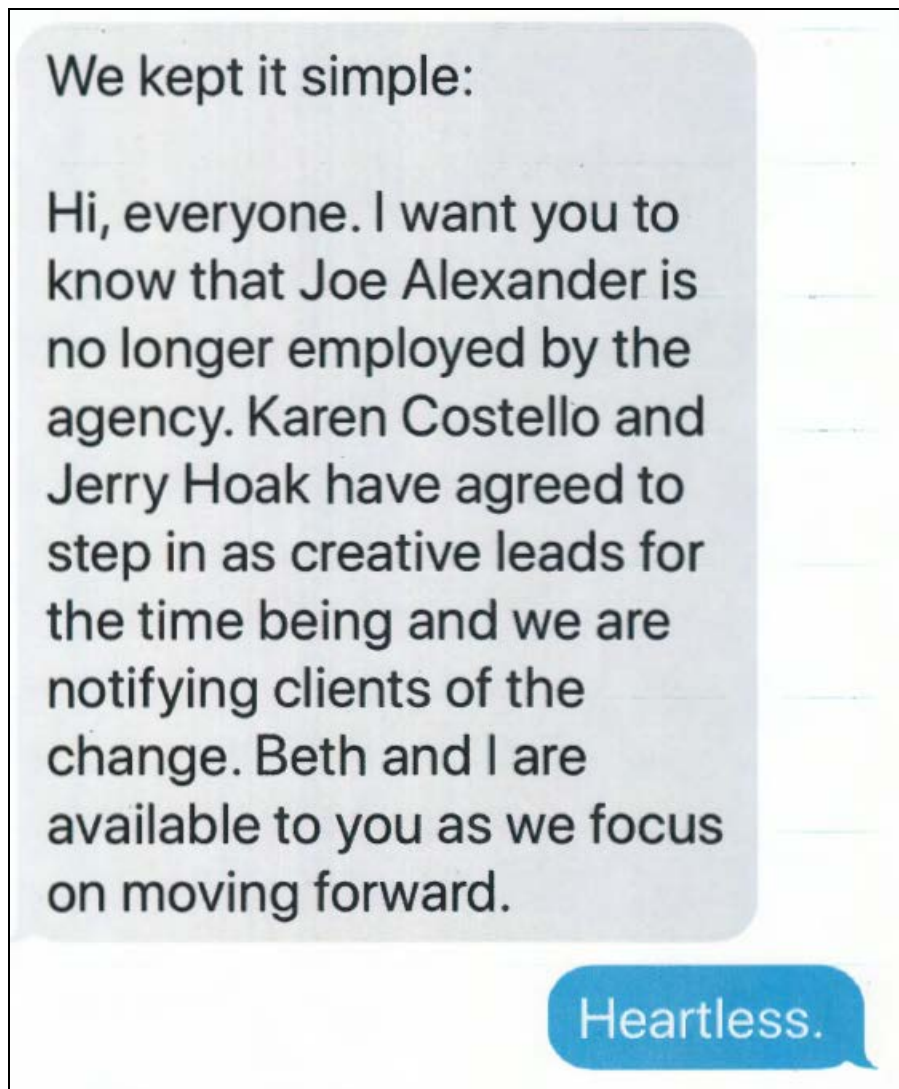 We kept it simple:
Hi, everyone. I want you to
know that Joe Alexander is
no longer employed by the
agency. Karen Costello and
Jerry Hoak have agreed to
step in as creative leads for
the time being and we are
notifying clients of the
change. Beth and I are
available to you as we focus
on moving forward.
Heartless.